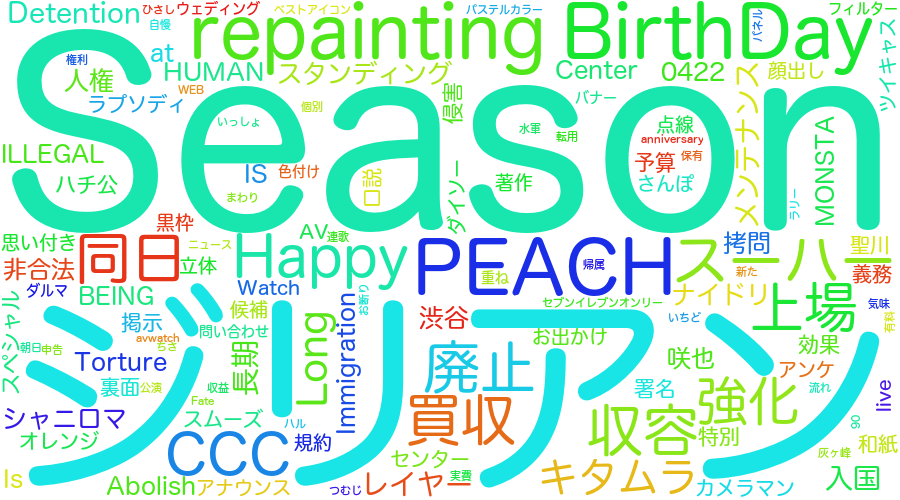 Detention
ひさし
ウェディング
ベストアイコン
パステルカラー
フィルター
自慢
repainting
BirthDay
パネル
ツイキャス
権利
at
人権
HUMAN
スタンディング
Center
0422
顔出し
WEB
ラプソディ
個別
侵害
バナー
メンテナンス
Season
いっしょ
水軍
転用
点線
anniversary
MONSTA
ILLEGAL
IS
色付け
口説
予算
保有
ハチ公
著作
さんぽ
まわり
ダイソー
ラリー
黒枠
AV
連歌
思い付き
同日
ニュース
Happy
PEACH
スーハー
拷問
聖川
非合法
立体
重ね
帰属
新た
義務
ダルマ
BEING
Watch
お断り
セブンイレブンオンリー
ナイドリ
上場
気味
スペシャル
掲示
候補
Long
Immigration
渋谷
いちど
有料
問い合わせ
お出かけ
効果
avwatch
朝日
申告
ちさ
ジリリアン
Torture
長期
廃止
咲也
アンケ
裏面
公演
収益
署名
流れ
live
Fate
買収
収容
強化
シャニロマ
スムーズ
ハル
90
オレンジ
CCC
規約
特別
和紙
センター
灰ヶ峰
Is
実費
キタムラ
入国
Abolish
アナウンス
つむじ
レイヤー
カメラマン